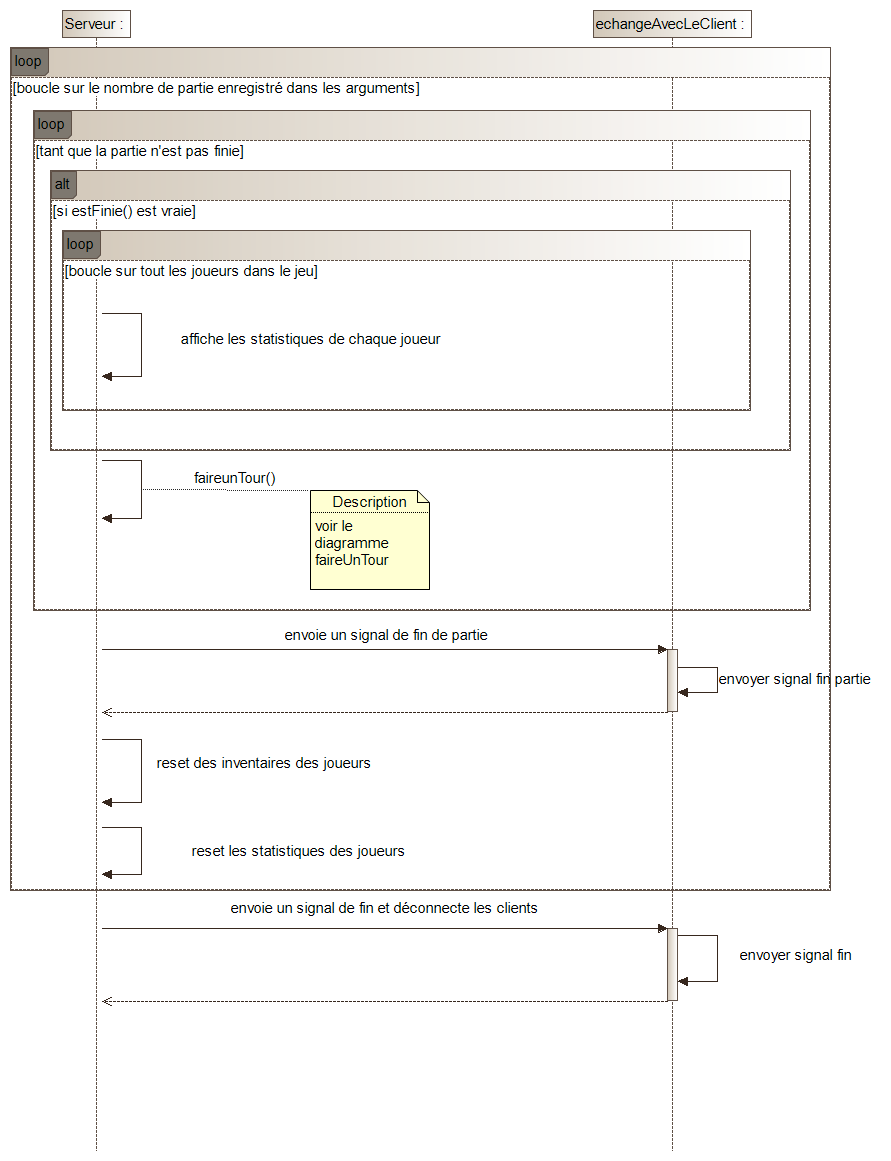 Serveur :
echangeAvecLeClient :
loop
[boucle sur le nombre de partie enregistré dans les arguments]
loop
[tant que la partie n'est pas finie]
alt
[si estFinie() est vraie]
loop
[boucle sur tout les joueurs dans le jeu]
affiche les statistiques de chaque joueur
faireunTour()
Description
voir le
diagramme
faireUnTour
envoie un signal de fin de partie
envoyer signal fin partie
reset des inventaires des joueurs
reset les statistiques des joueurs
envoie un signal de fin et déconnecte les clients
envoyer signal fin